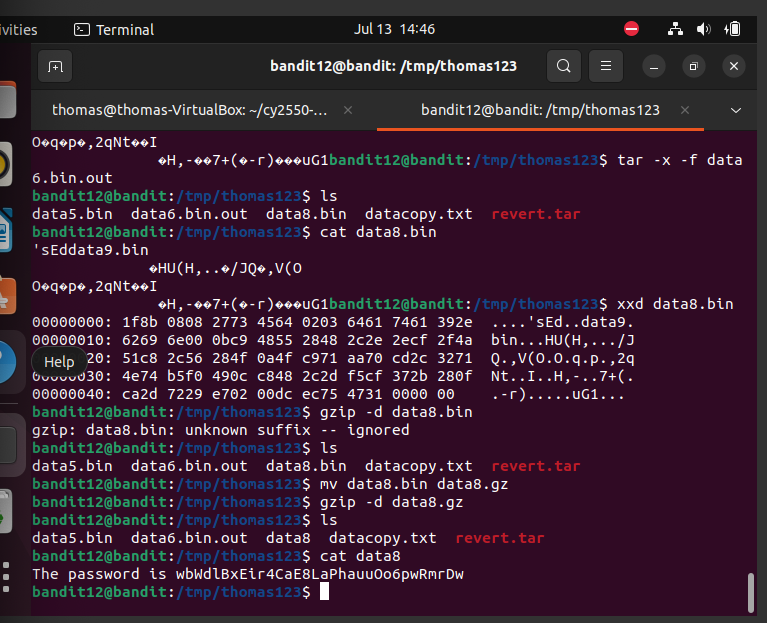 ivities
Terminal
Jul 13 14:46
bandit12@bandit: /tmp/thomas123
thomas@thomas-VirtualBox: ~/cy2550-...
bandit12@bandit: /tmp/thomas123
O�q�p�,2qNt��I
�H,-��7+(�-r)���uG1bandit12@bandit:/tmp/thomas123$ tar -x -f data
6.bin.out
bandit12@bandit:/tmp/thomas123$ ls
data5.bin data6.bin.out data8.bin datacopy.txt revert.tar
bandit12@bandit:/tmp/thomas123$ cat data8.bin
'sEddata9.bin
�HU(H,..�/JQ�,V(O
O�q�p�,2qNt��I
�H,-��7+(�-r)���uG1bandit12@bandit:/tmp/thomas123$ xxd data8.bin
00000000: 1f8b 0808 2773 4564 0203 6461 7461 392e ....'sEd..data9.
00000010: 6269 6e00 0bc9 4855 2848 2c2e 2ecf 2f4a bin...HU(H,.../J
20: 51c8 2c56 284f 0a4f c971 aa70 cd2c 3271 Q.,V(O.O.q.p.,2q
Help
00000030: 4e74 b5f0 490c c848 2c2d f5cf 372b 280f Nt..I..H,-..7+(.
00000040: ca2d 7229 e702 00dc ec75 4731 0000 00 .-r).....uG1...
bandit12@bandit:/tmp/thomas123$ gzip -d data8.bin
gzip: data8.bin: unknown suffix -- ignored
bandit12@bandit:/tmp/thomas123$ ls
data5.bin data6.bin.out data8.bin datacopy.txt revert.tar
bandit12@bandit:/tmp/thomas123$ mv data8.bin data8.gz
bandit12@bandit:/tmp/thomas123$ gzip -d data8.gz
bandit12@bandit:/tmp/thomas123$ ls
data5.bin data6.bin.out data8 datacopy.txt revert.tar
bandit12@bandit:/tmp/thomas123$ cat data8
The password is wbWdlBxEir4CaE8LaPhauuOo6pwRmrDw
bandit12@bandit:/tmp/thomas123$